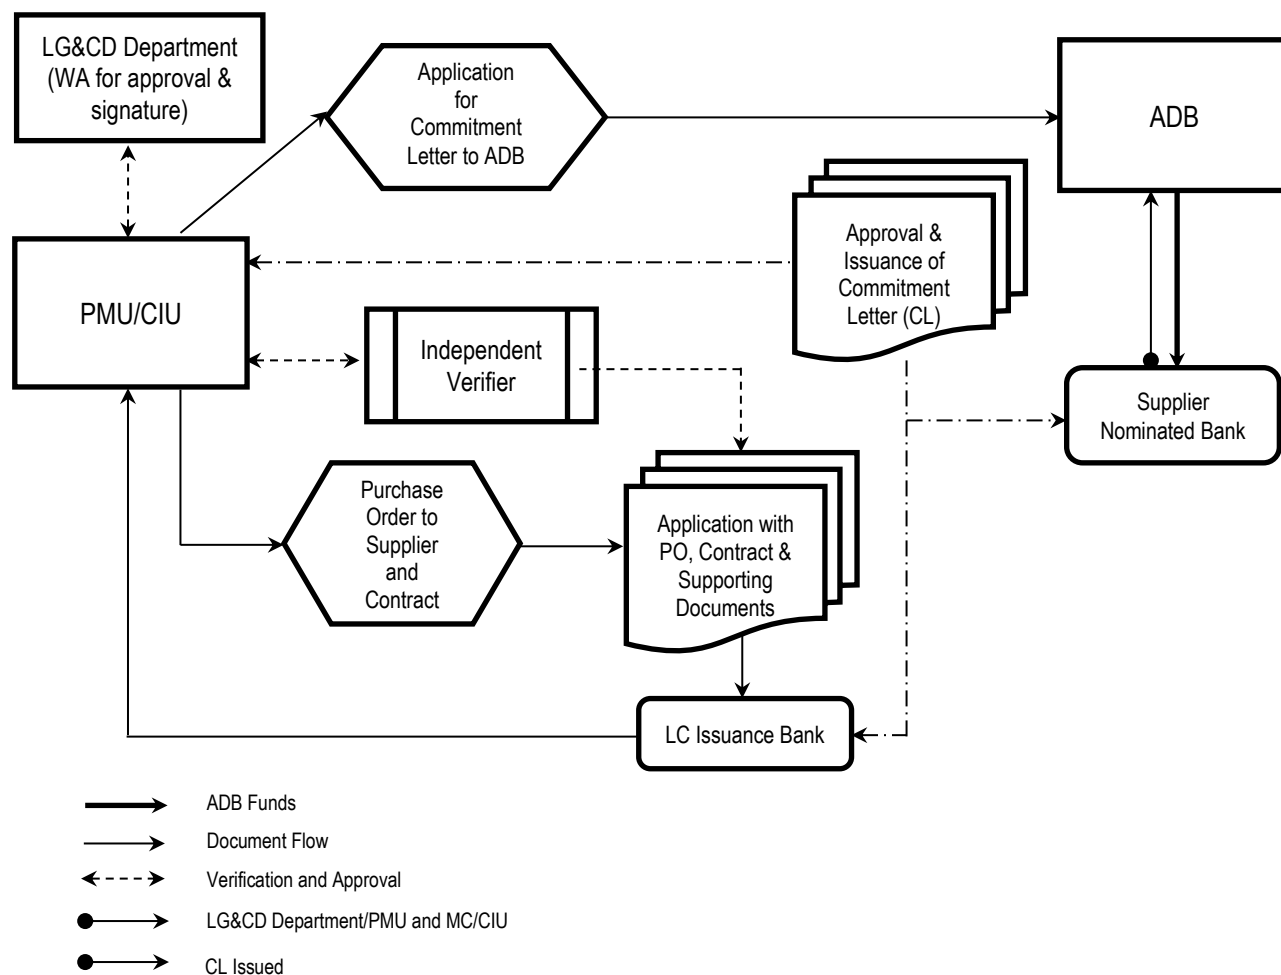 LG&CD Department
(WA for approval &
signature)
Application
for
Commitment
Letter to ADB
ADB
Approval &
Issuance of
Commitment
Letter (CL)
PMU/CIU
Independent
Verifier
Supplier
Nominated Bank
Purchase
Order to
Supplier
and
Contract
Application with
PO, Contract &
Supporting
Documents
LC Issuance Bank
ADB Funds
Document Flow
Verification and Approval
LG&CD Department/PMU and MC/CIU
CL Issued